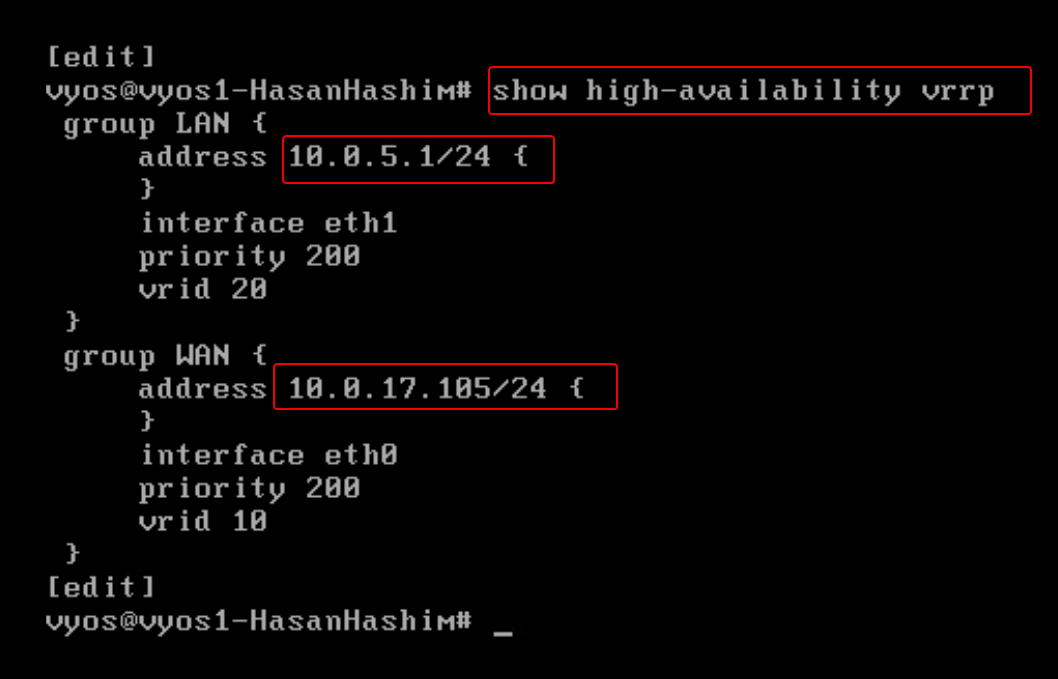 [edit]
vyos@vyos1-HasanHashim# show high-availability vrrp
 group LAN {
     address 10.0.5.1/24 {
     }
     interface eth1
     priority 200
     vrid 20
 }
 group WAN {
     address 10.0.17.105/24 {
     }
     interface eth0
     priority 200
     vrid 10
 }
[edit]
vyos@vyos1-HasanHashim# _